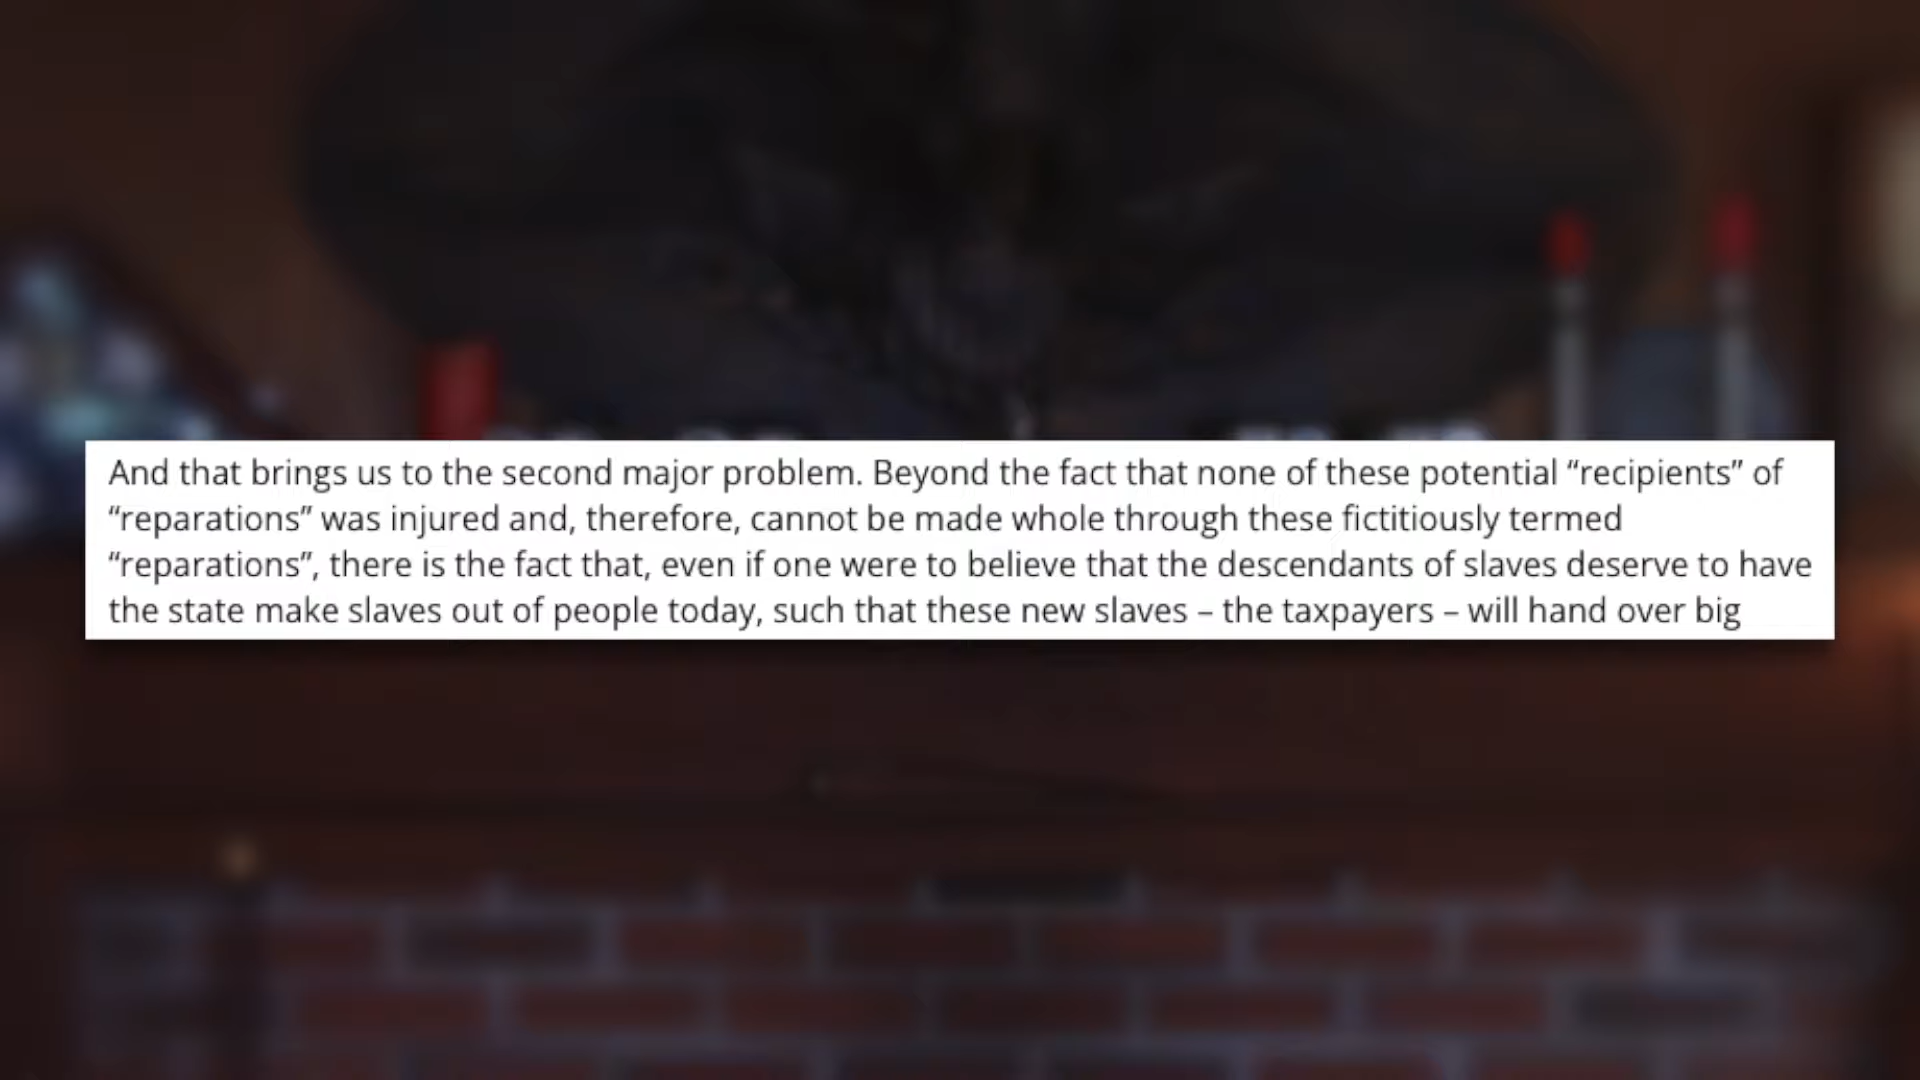 And that brings us to the second major problem. Beyond the fact that none of these potential “recipients” of
“reparations” was injured and, therefore, cannot be made whole through these fictitiously termed
“reparations”, there is the fact that, even if one were to believe that the descendants of slaves deserve to have
the state make slaves out of people today, such that these new slaves – the taxpayers – will hand over big